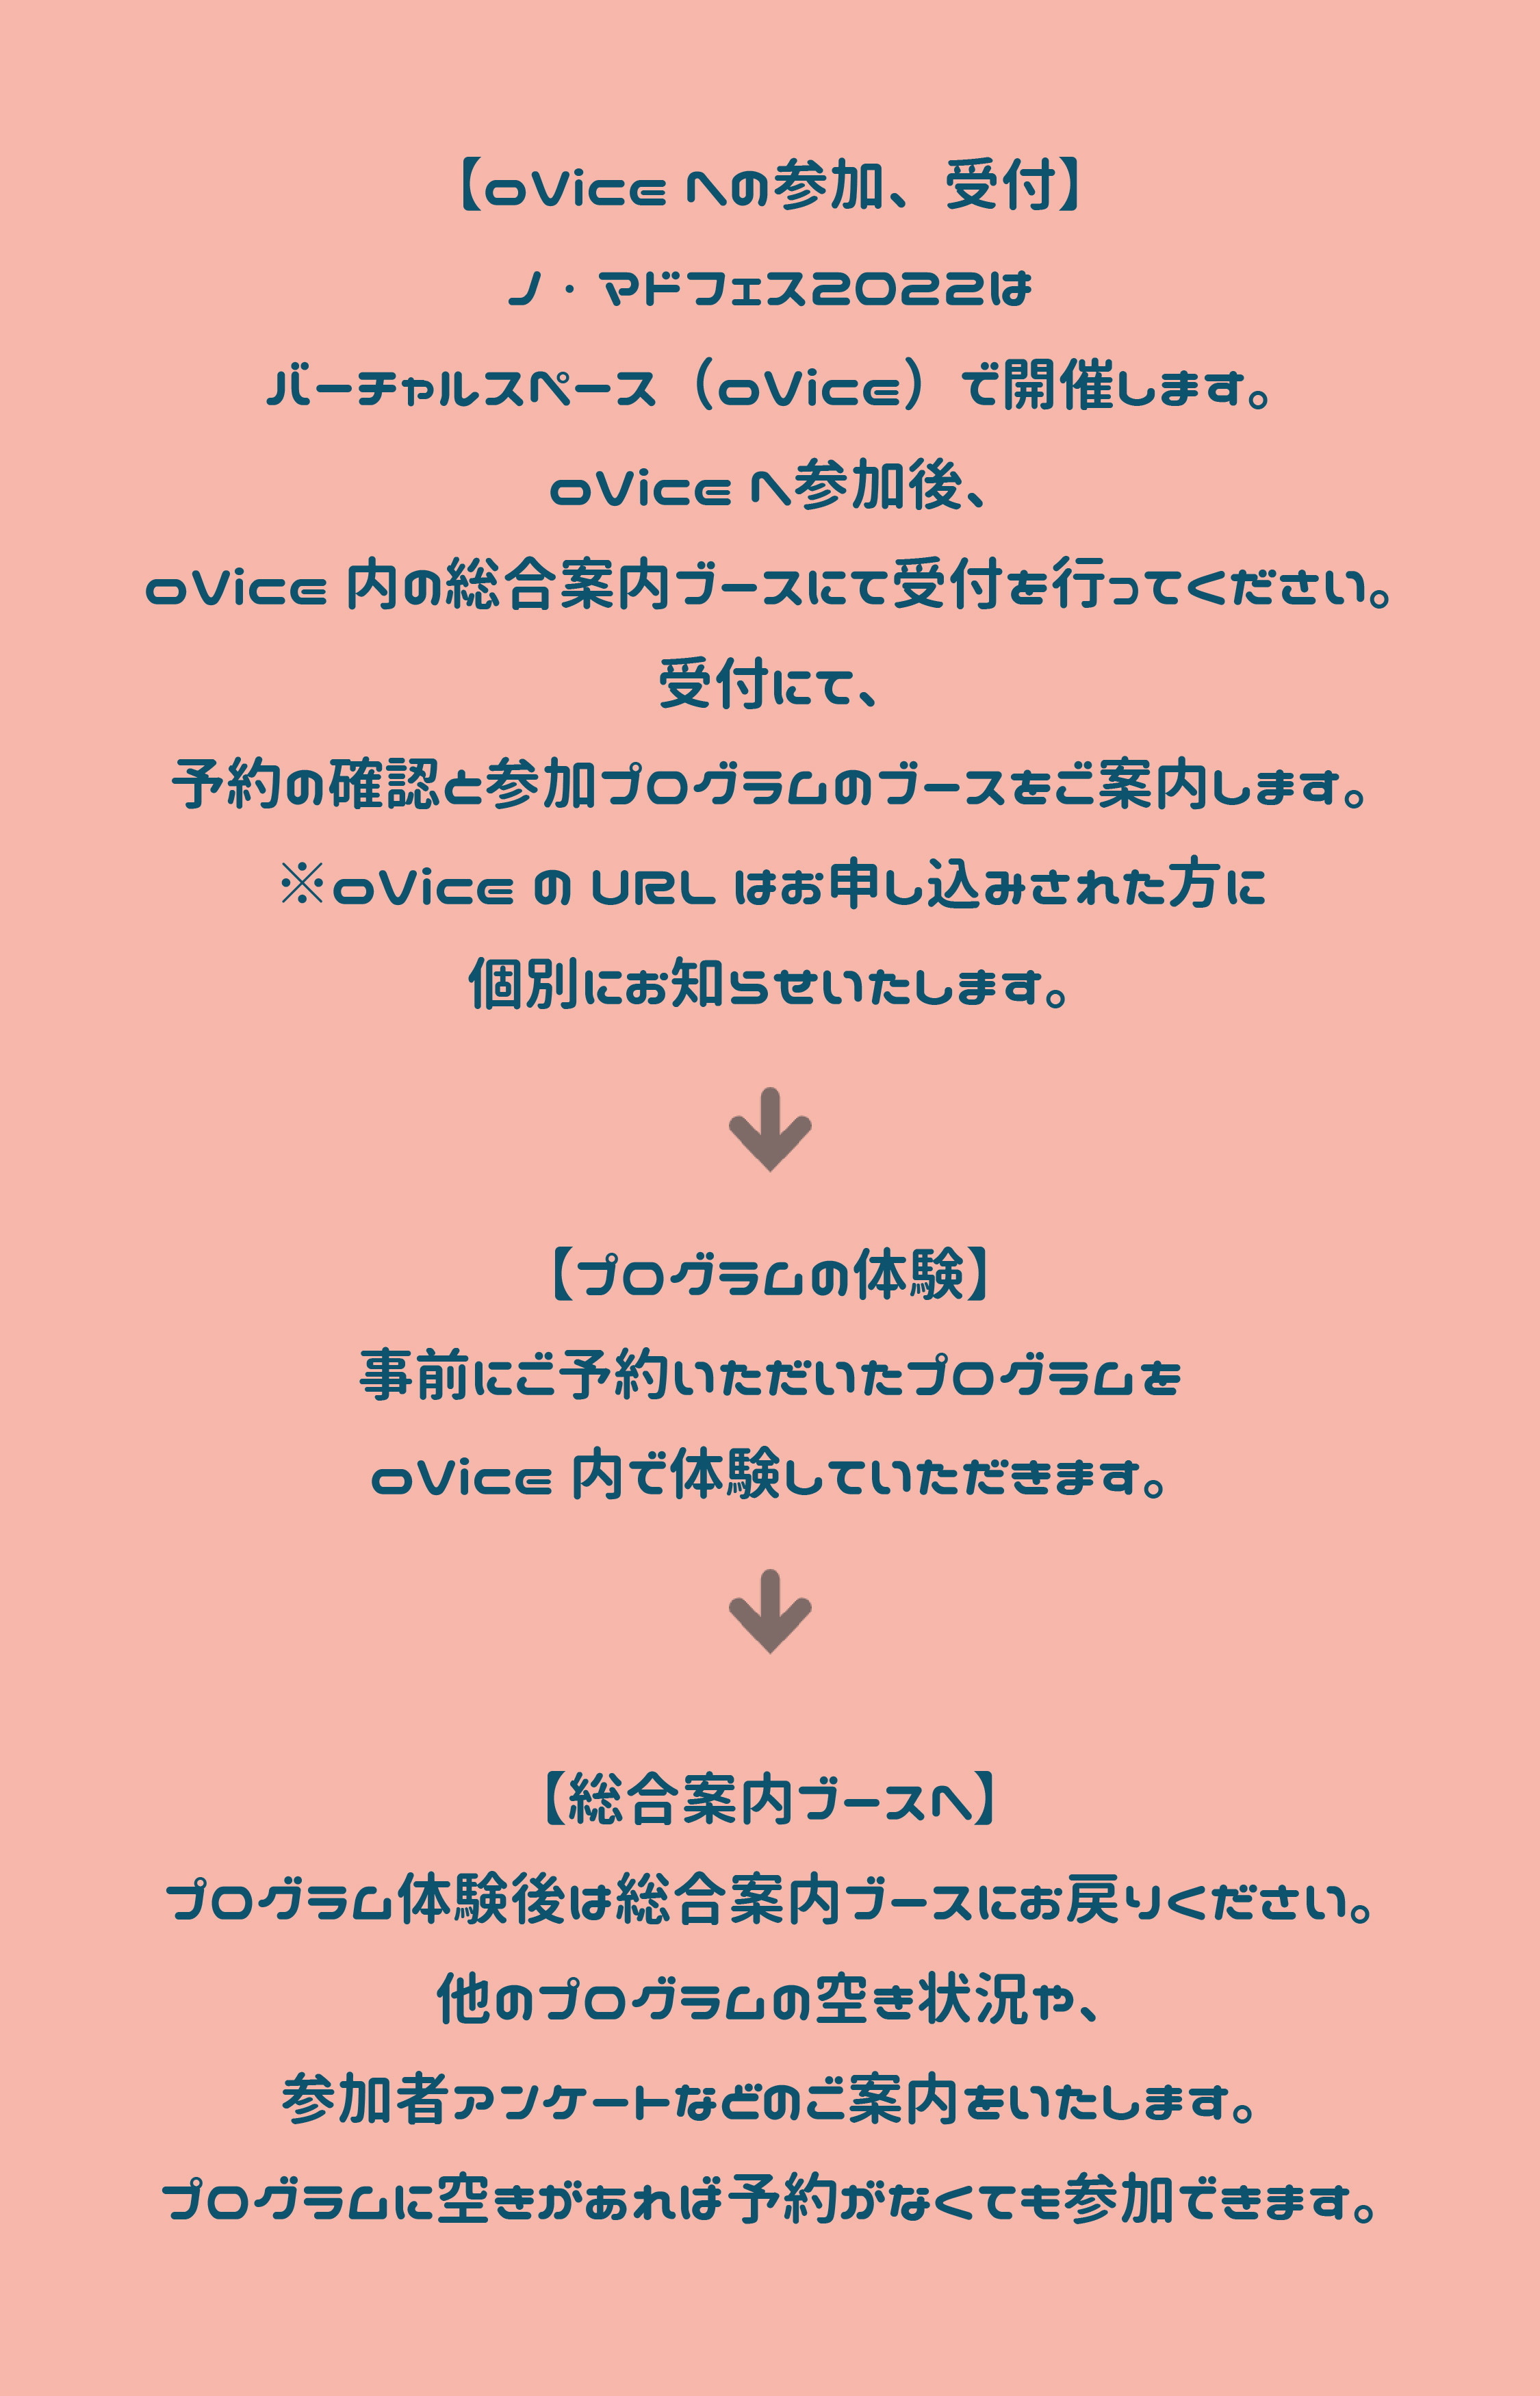 【oVice への参加、受付】
ノ・マドフェス2022は
バーチャルスペース（oVice）で開催します。
oVice へ参加後、
oVice 内の総合案内ブースにて受付を行ってください。
受付にて、
予約の確認と参加プログラムのブースをご案内します。
※oVice の URL はお申し込みされた方に
個別にお知らせいたします。
【プログラムの体験】
事前にご予約いただいたプログラムを
oVice 内で体験していただきます。
【総合案内ブースへ】
プログラム体験後は総合案内ブースにお戻りください。
他のプログラムの空き状況や、
参加者アンケートなどのご案内をいたします。
プログラムに空きがあれば予約がなくても参加できます。